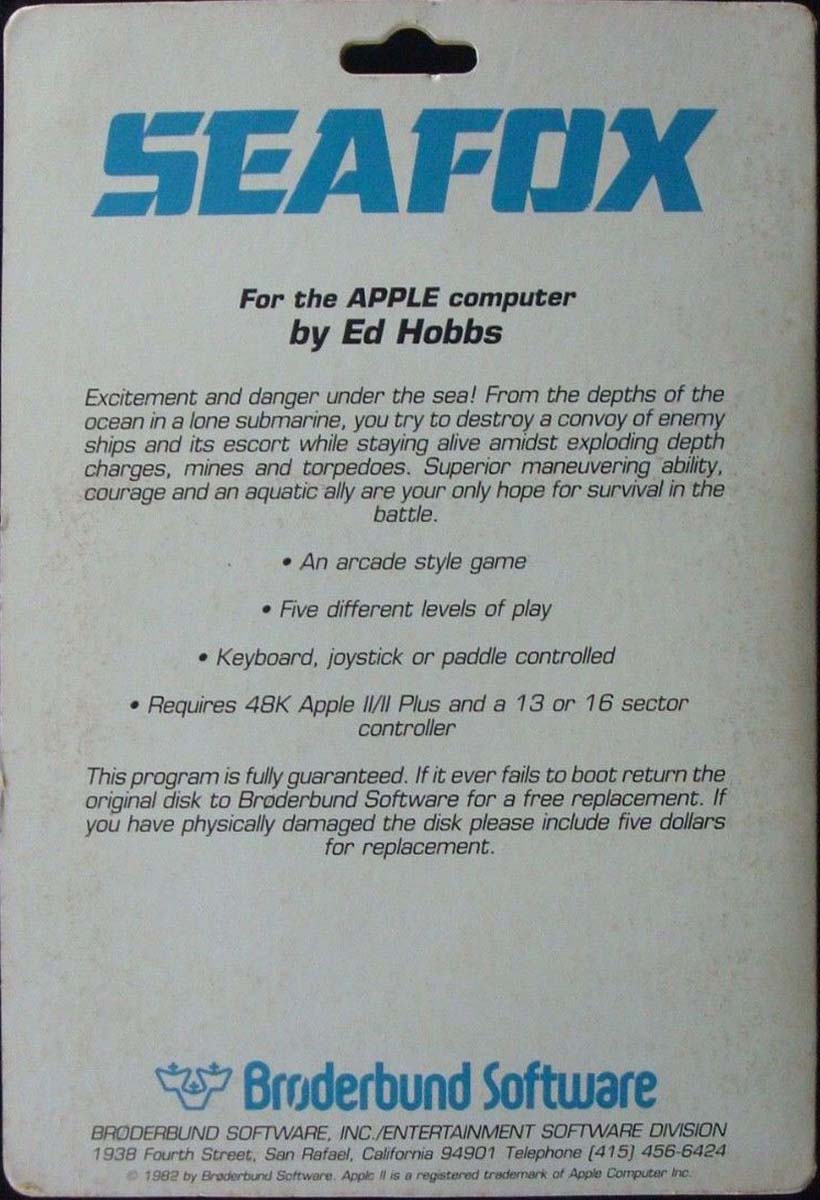 SEAFOX
For the APPLE computer
by Ed Hobbs
Excitement and danger under the sea! From the depths of the
ocean in a lone submarine, you try to destroy a convoy of enemy
ships and its escort while staying alive amidst exploding depth
charges, mines and torpedoes. Superior maneuvering ability,
courage and an aquatic ally are your only hope for survival in the
battle.
• An arcade style game
• Five different levels of play
• Keyboard, joystick or paddle controlled
• Requires 48K Apple II/II Plus and a 13 or 16 sector
controller
This program is fully guaranteed. If it ever fails to boot return the
original disk to Brøderbund Software for a free replacement. If
you have physically damaged the disk please include five dollars
for replacement.
Brøderbund Software
BRØDERBUND SOFTWARE, INC./ENTERTAINMENT SOFTWARE DIVISION
1938 Fourth Street, San Rafael, California 94901 Telephone (415) 456-6424
© 1982 by Brøderbund Software. Apple II is a registered trademark of Apple Computer Inc.